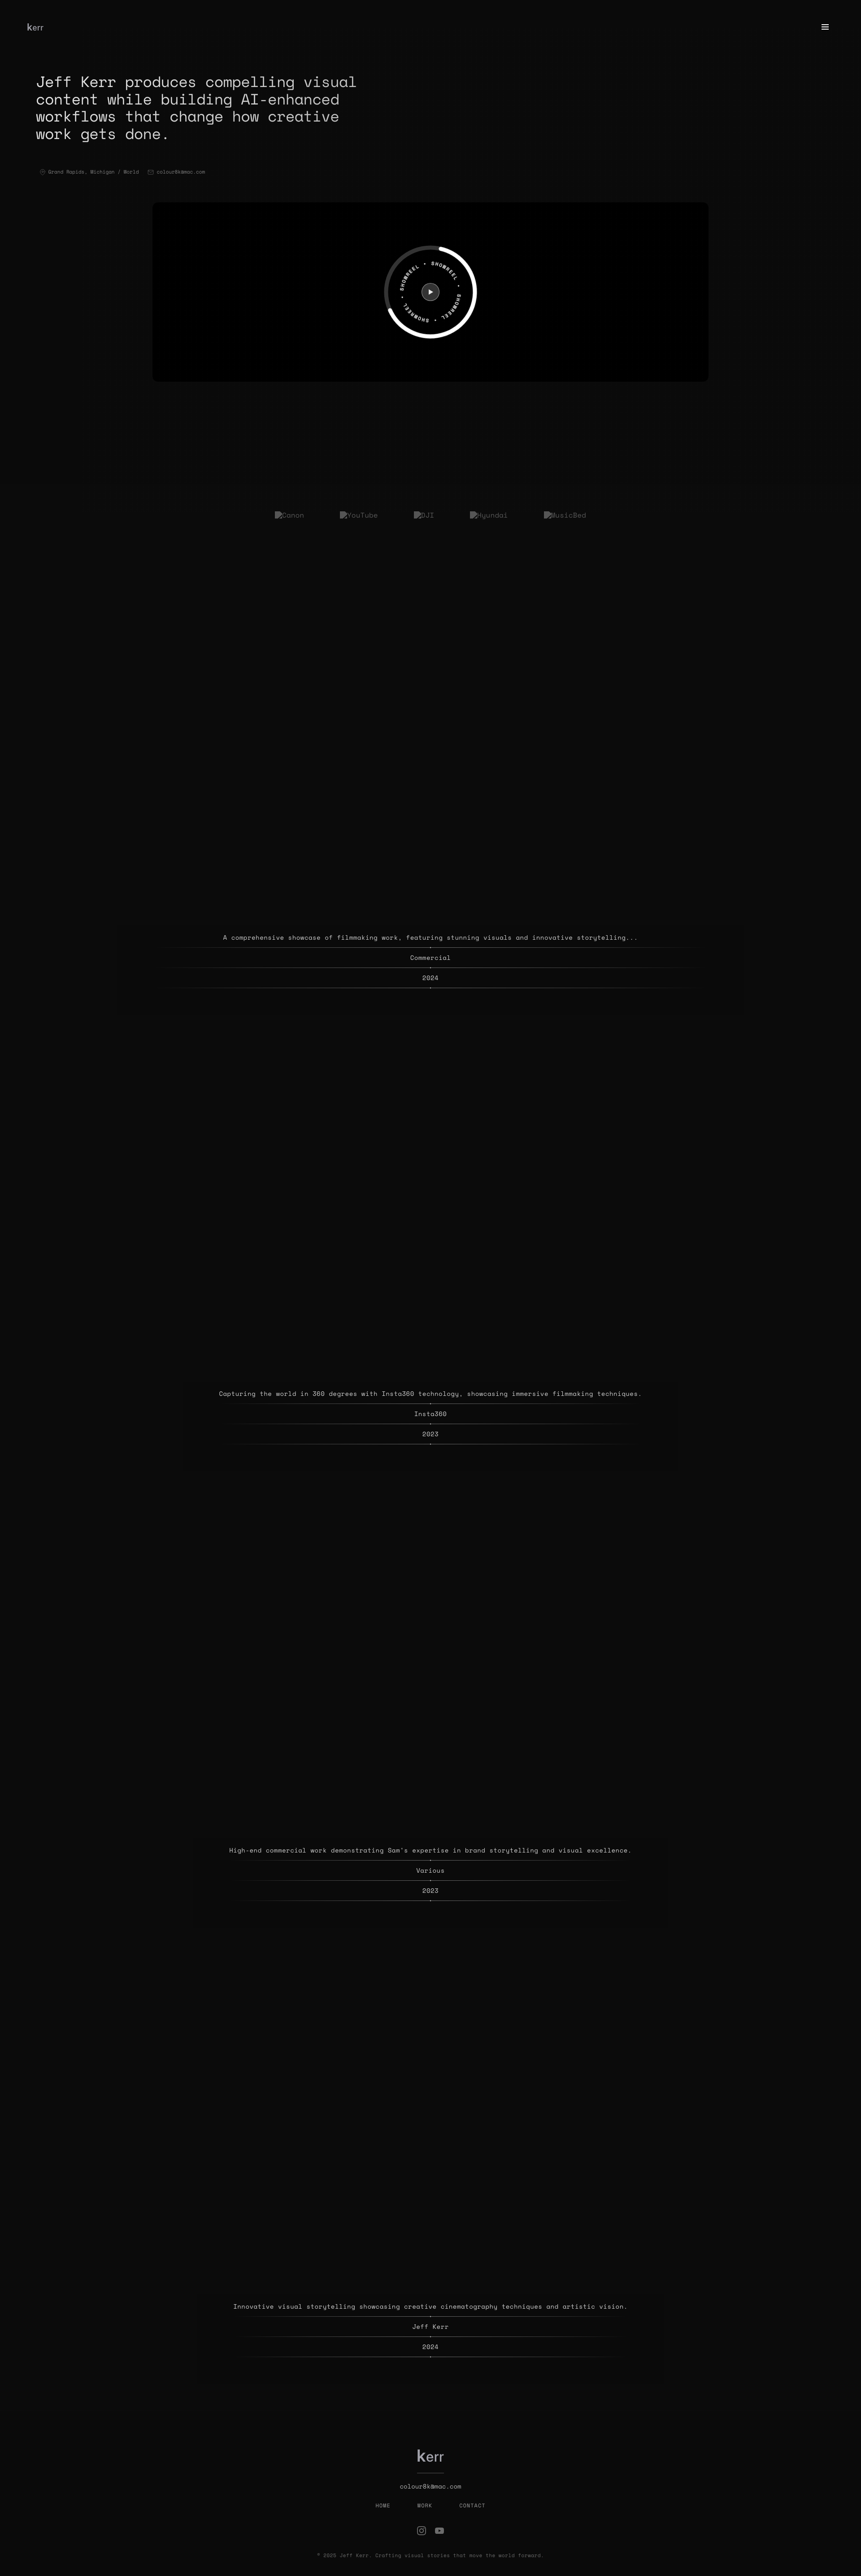 kerr
Jeff Kerr produces compelling visual
content while building AI-enhanced
workflows that change how creative
work gets done.
Grand Rapids, Michigan / World colour8k@mac.com
SHOWREEL • SHOWREEL • SHOWREEL • SHOWREEL •
Canon YouTube DJI Hyundai MusicBed
A comprehensive showcase of filmmaking work, featuring stunning visuals and innovative storytelling...
Commercial
2024
Capturing the world in 360 degrees with Insta360 technology, showcasing immersive filmmaking techniques.
Insta360
2023
High-end commercial work demonstrating Sam's expertise in brand storytelling and visual excellence.
Various
2023
Innovative visual storytelling showcasing creative cinematography techniques and artistic vision.
Jeff Kerr
2024
kerr
colour8k@mac.com
HOME WORK CONTACT
© 2025 Jeff Kerr. Crafting visual stories that move the world forward.